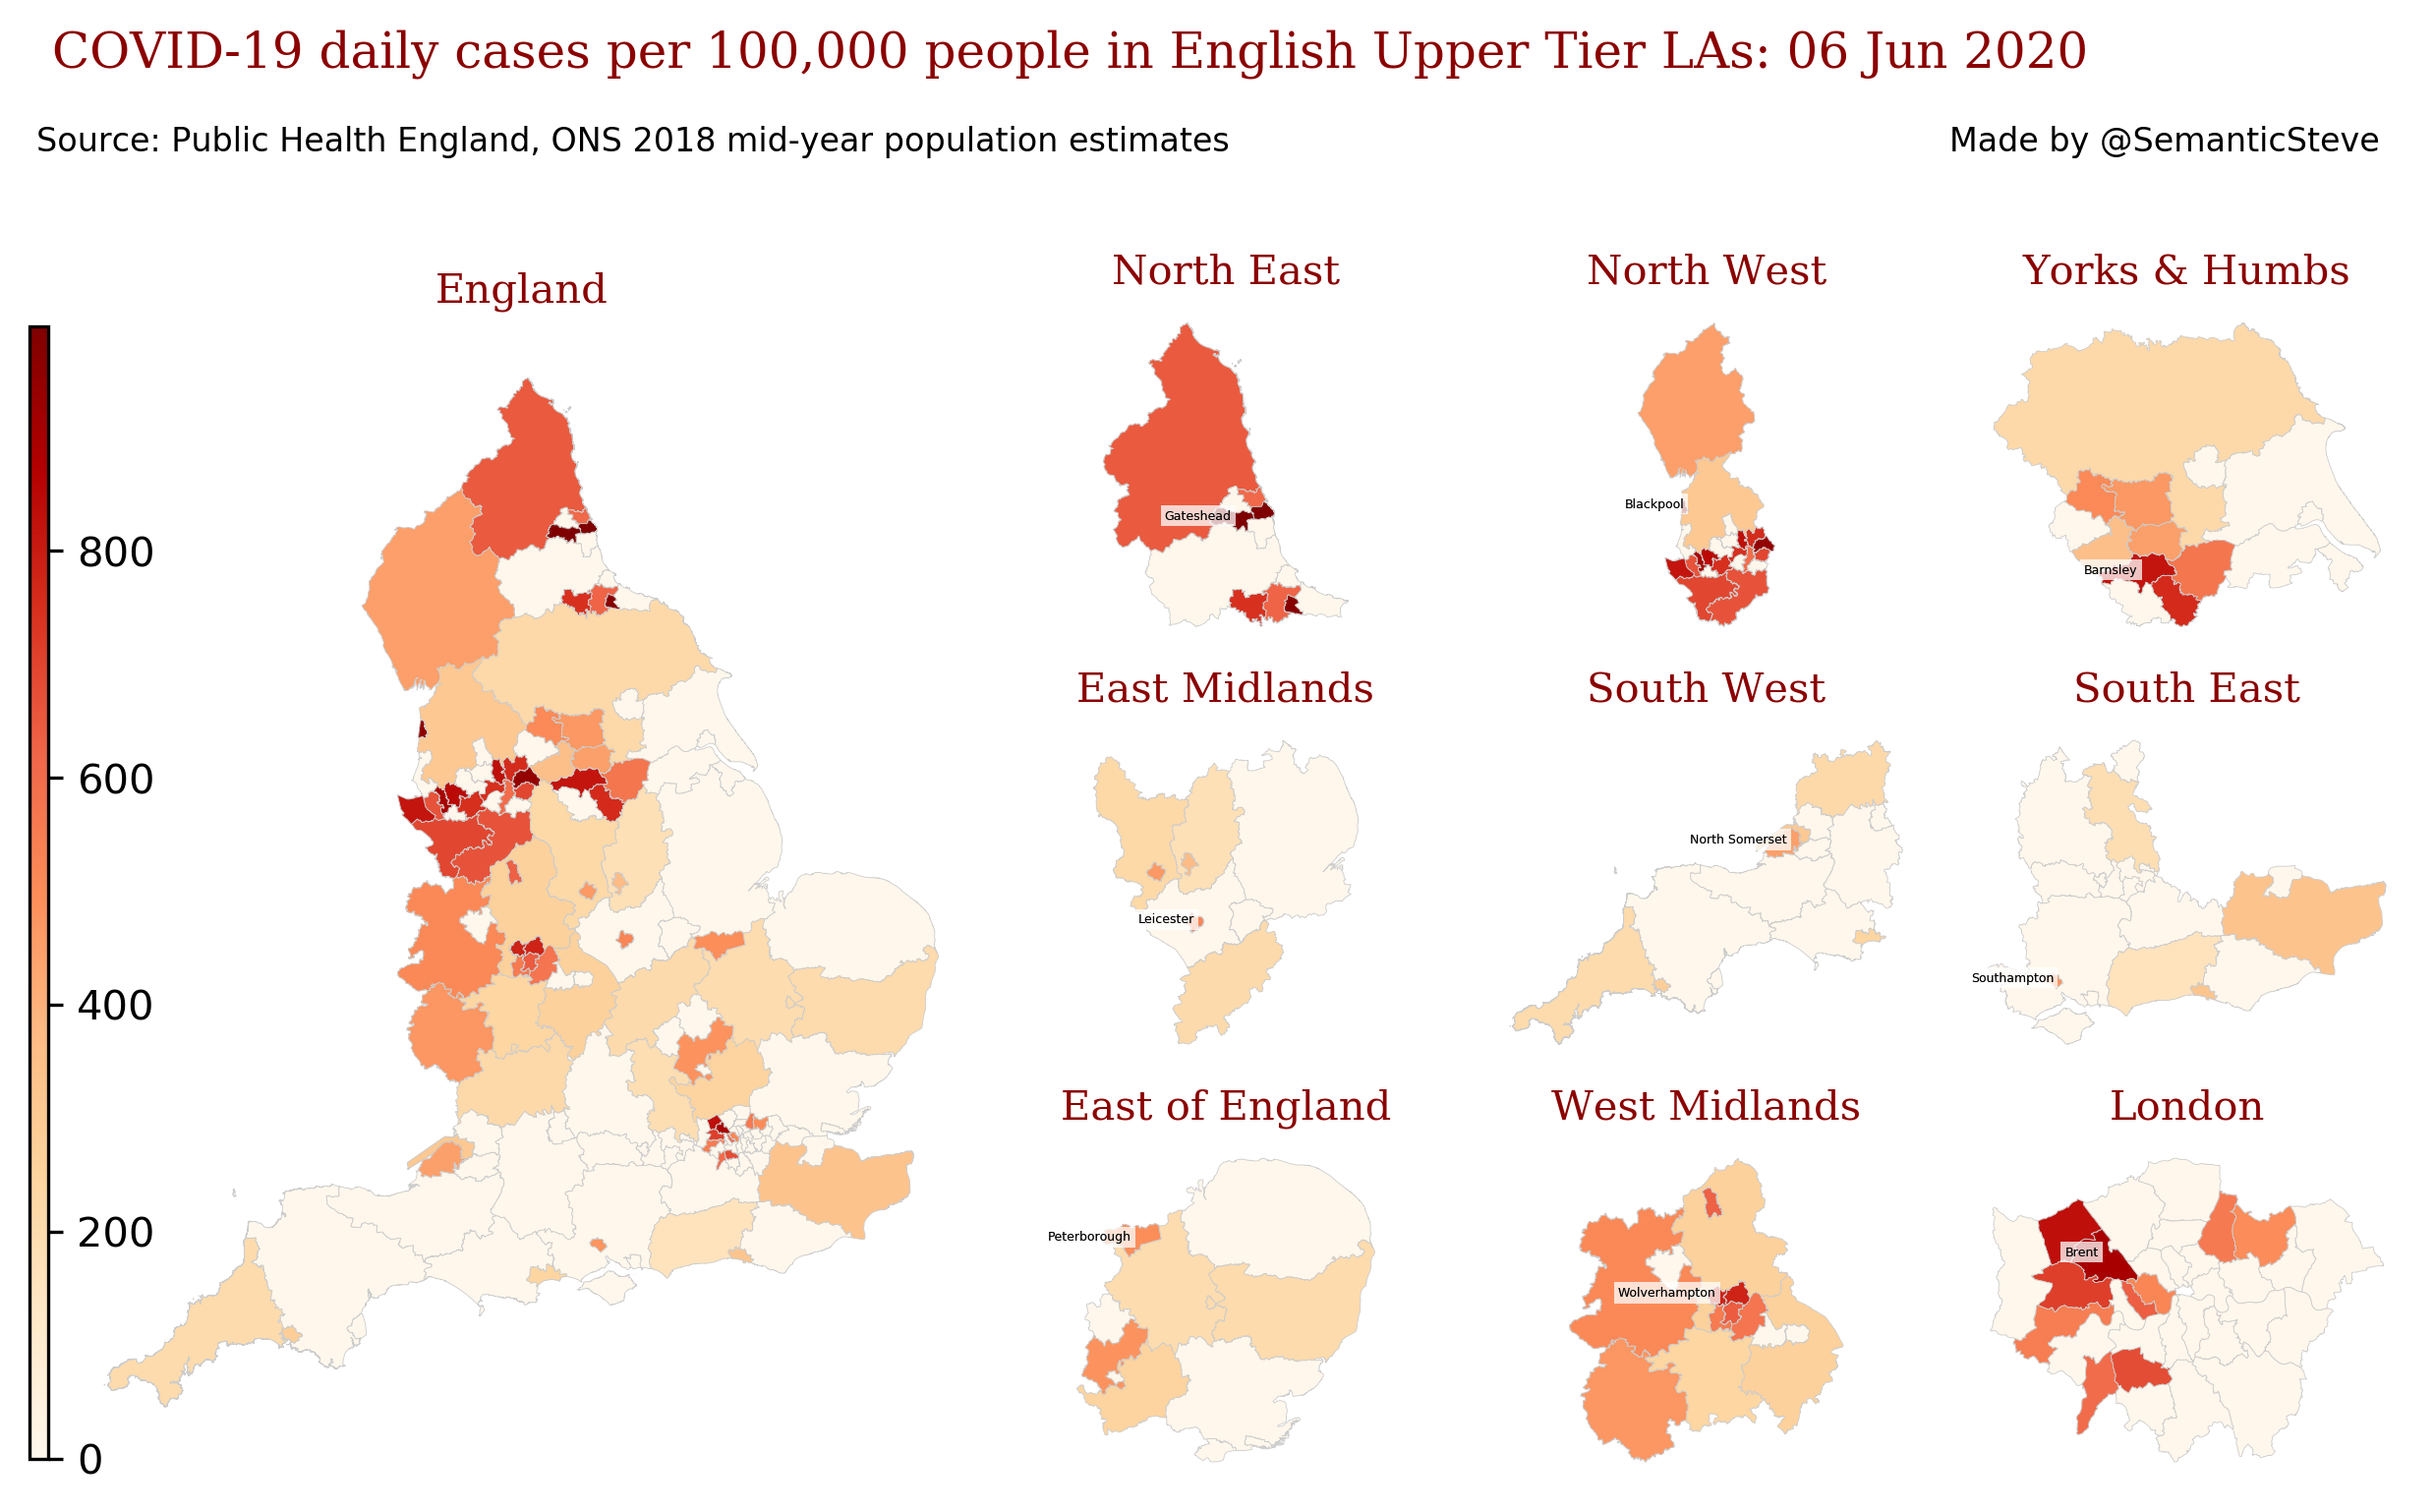 COVID-19 daily cases per 100,000 people in English Upper Tier LAs: 06 Jun 2020
Source: Public Health England, ONS 2018 mid-year population estimates
Made by @SemanticSteve
England
800
600
400
200
0
North East
Gateshead
North West
Blackpool
Yorks & Humbs
Barnsley
East Midlands
Leicester
South West
North Somerset
South East
Southampton
East of England
Peterborough
West Midlands
Wolverhampton
London
Brent